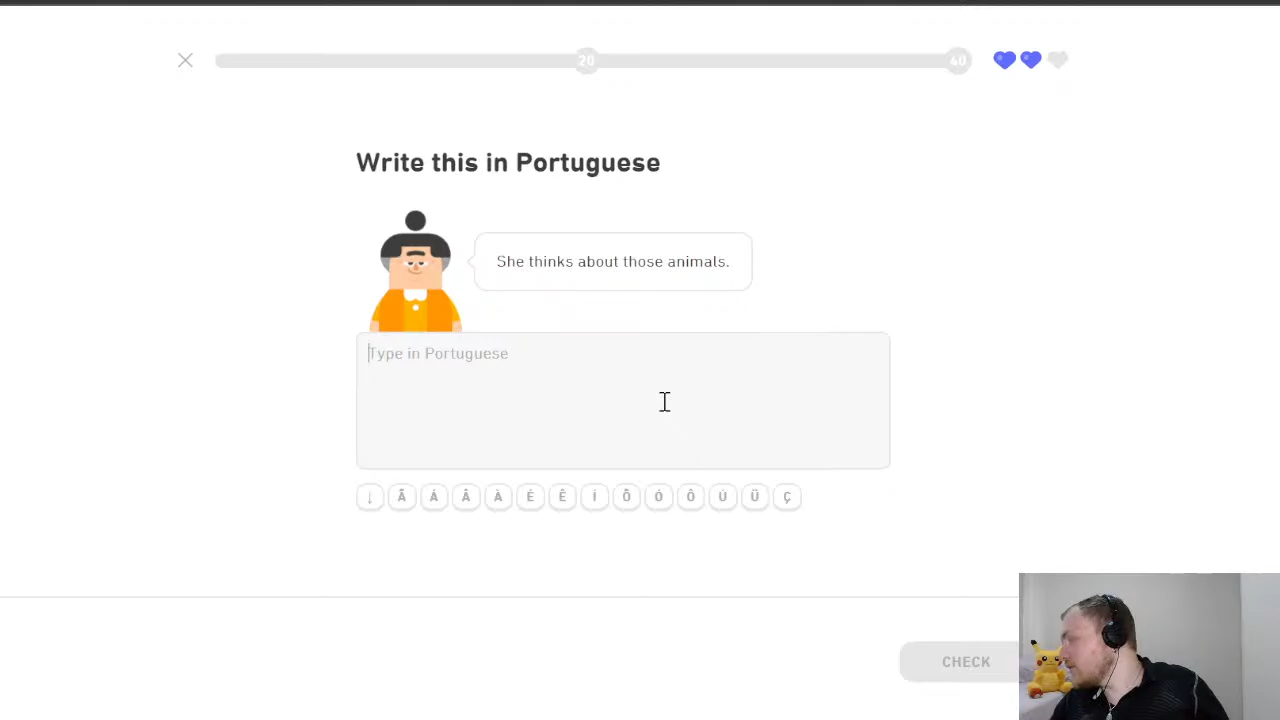 20
40
Write this in Portuguese
She thinks about those animals.
Type in Portuguese
↓ Ã Á Â À É Ê Í Õ Ó Ô Ú Ü Ç
CHECK